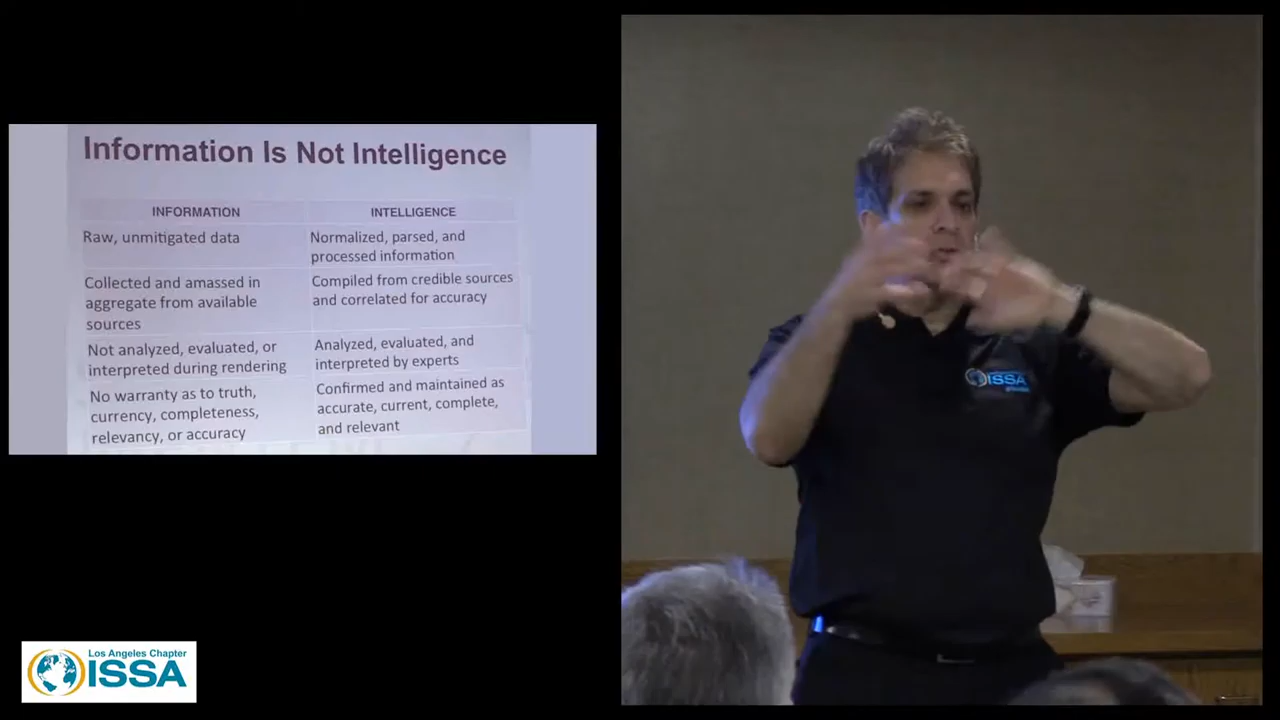 Information Is Not Intelligence
INFORMATION
INTELLIGENCE
Raw, unmitigated data
Normalized, parsed, and
processed information
Collected and amassed in
aggregate from available
sources
Compiled from credible sources
and correlated for accuracy
Not analyzed, evaluated, or
interpreted during rendering
Analyzed, evaluated, and
interpreted by experts
No warranty as to truth,
currency, completeness,
relevancy, or accuracy
Confirmed and maintained as
accurate, current, complete,
and relevant
ISSA
Los Angeles Chapter
ISSA